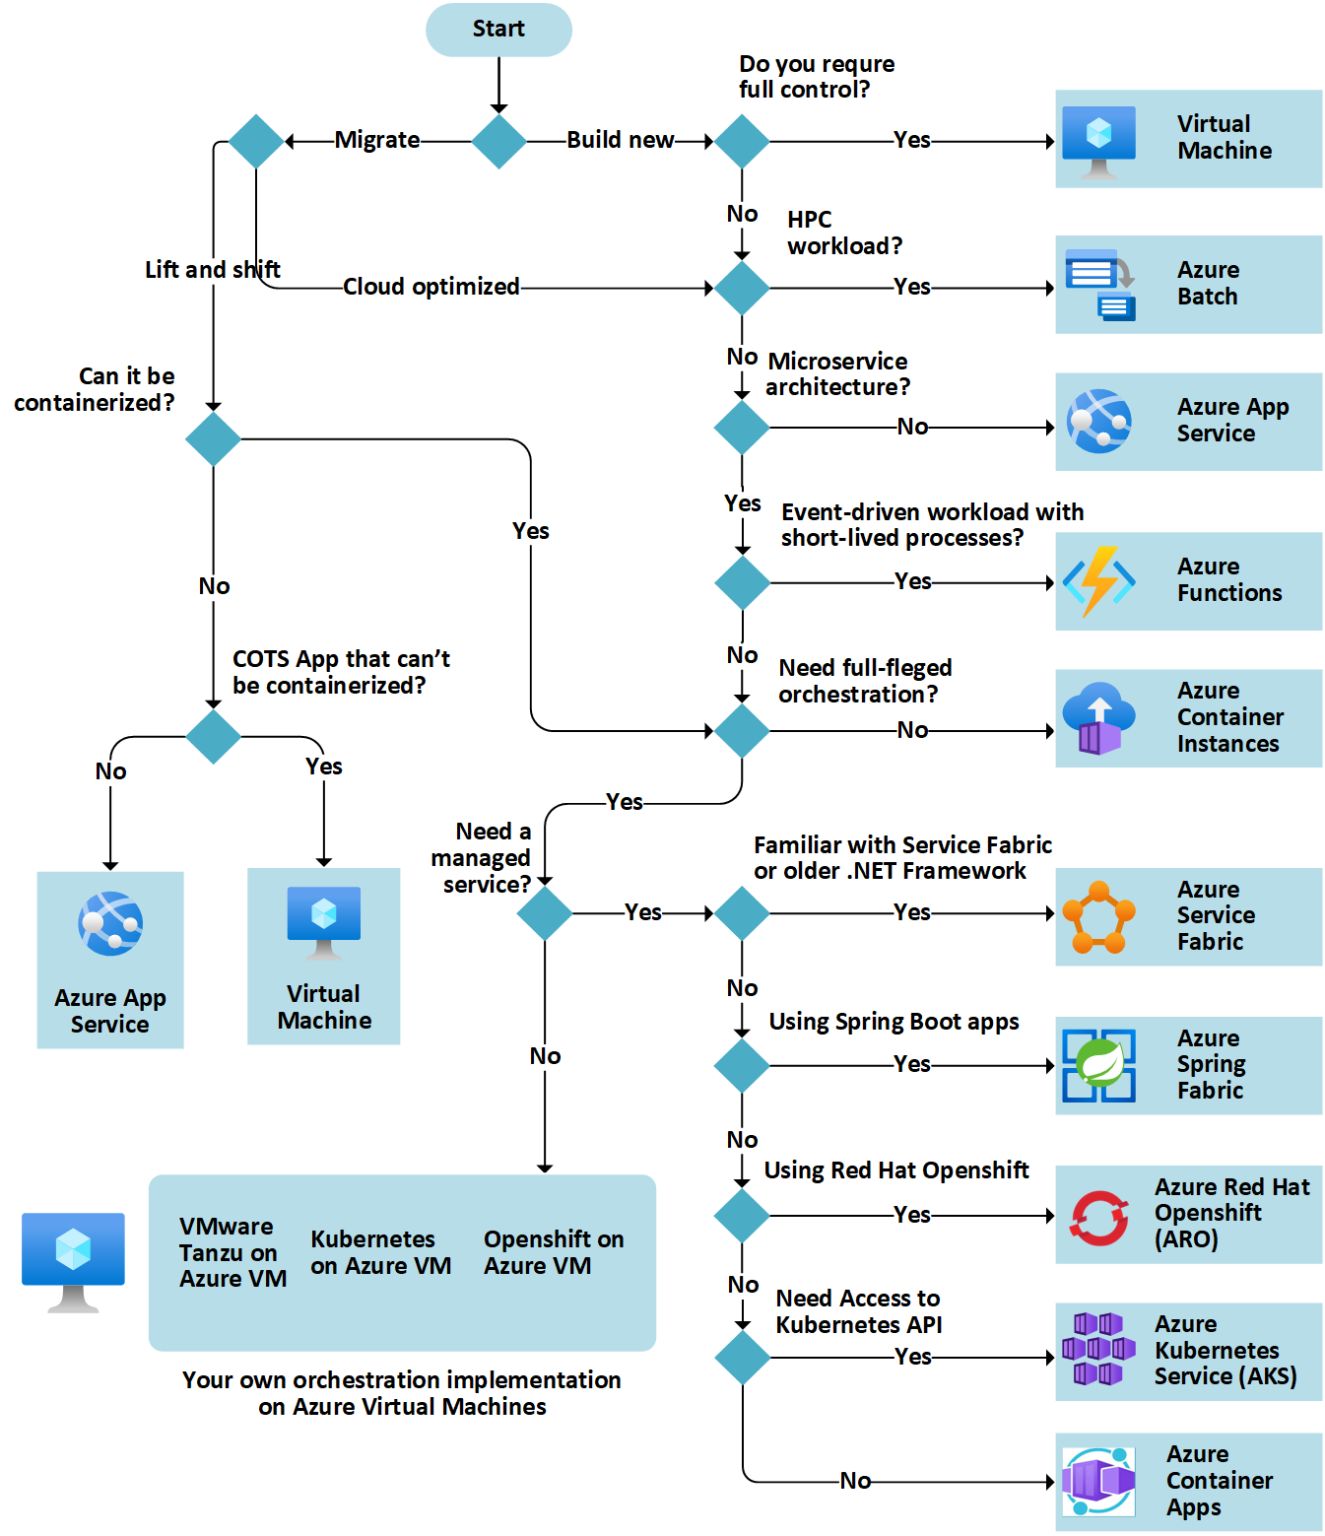 Start
Do you requre
full control?
Migrate
Build new
Yes
Virtual
Machine
No
HPC
workload?
Lift and shift
Cloud optimized
Yes
Azure
Batch
No
Microservice
architecture?
Can it be
containerized?
No
Azure App
Service
Yes
Event-driven workload with
short-lived processes?
Yes
No
Yes
Azure
Functions
No
COTS App that can't
be containerized?
Need full-fleged
orchestration?
No
Azure
Container
Instances
No
Yes
Yes
Need a
managed
service?
Familiar with Service Fabric
or older .NET Framework
Yes
Yes
Azure
Service
Fabric
Azure App
Service
Virtual
Machine
No
Using Spring Boot apps
No
Yes
Azure
Spring
Fabric
No
Using Red Hat Openshift
Yes
Azure Red Hat
Openshift
(ARO)
VMware
Tanzu on
Azure VM
Kubernetes
on Azure VM
Openshift on
Azure VM
No
Need Access to
Kubernetes API
Yes
Azure
Kubernetes
Service (AKS)
Your own orchestration implementation
on Azure Virtual Machines
No
Azure
Container
Apps